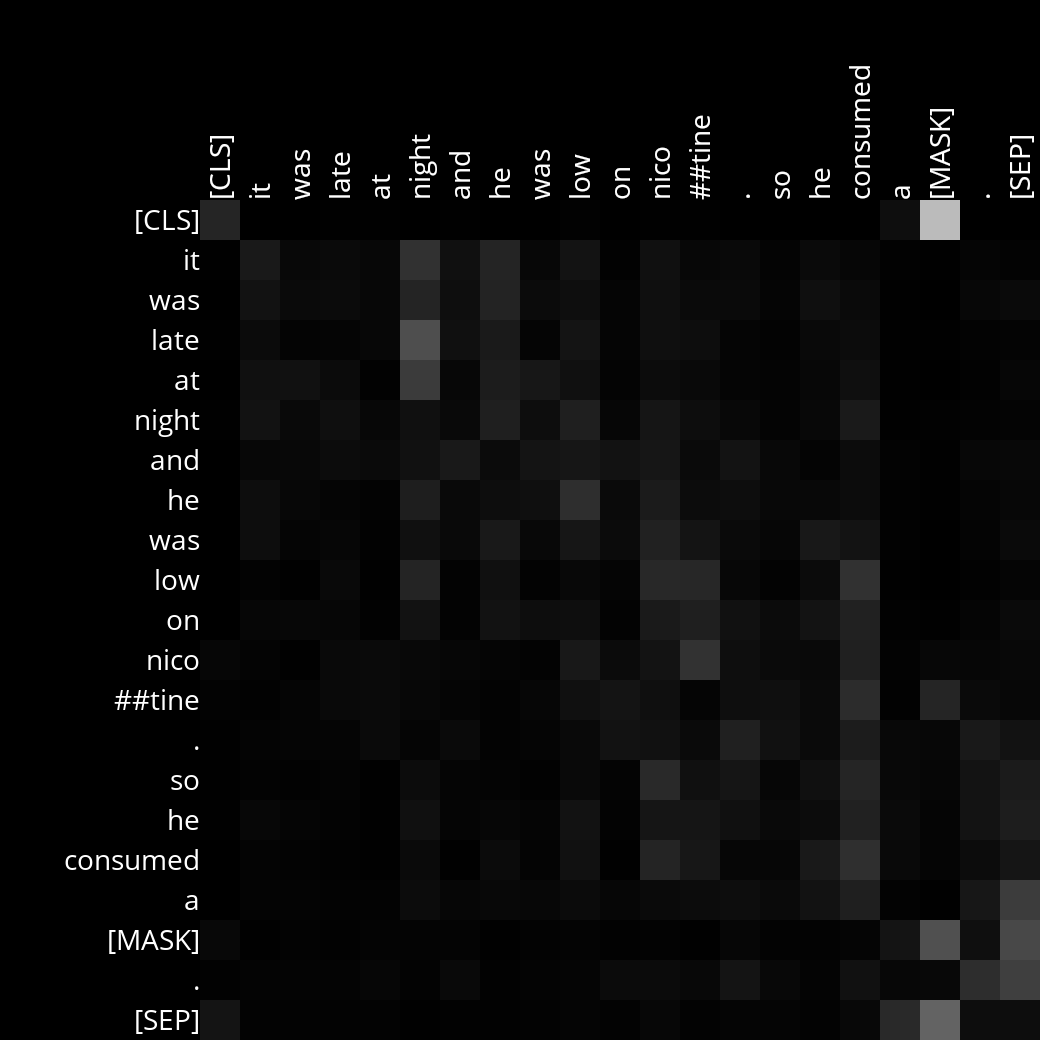 [CLS] it was late at night and he was low on nico ##tine . so he consumed a [MASK] . [SEP]
[CLS]
it
was
late
at
night
and
he
was
low
on
nico
##tine
.
so
he
consumed
a
[MASK]
.
[SEP]